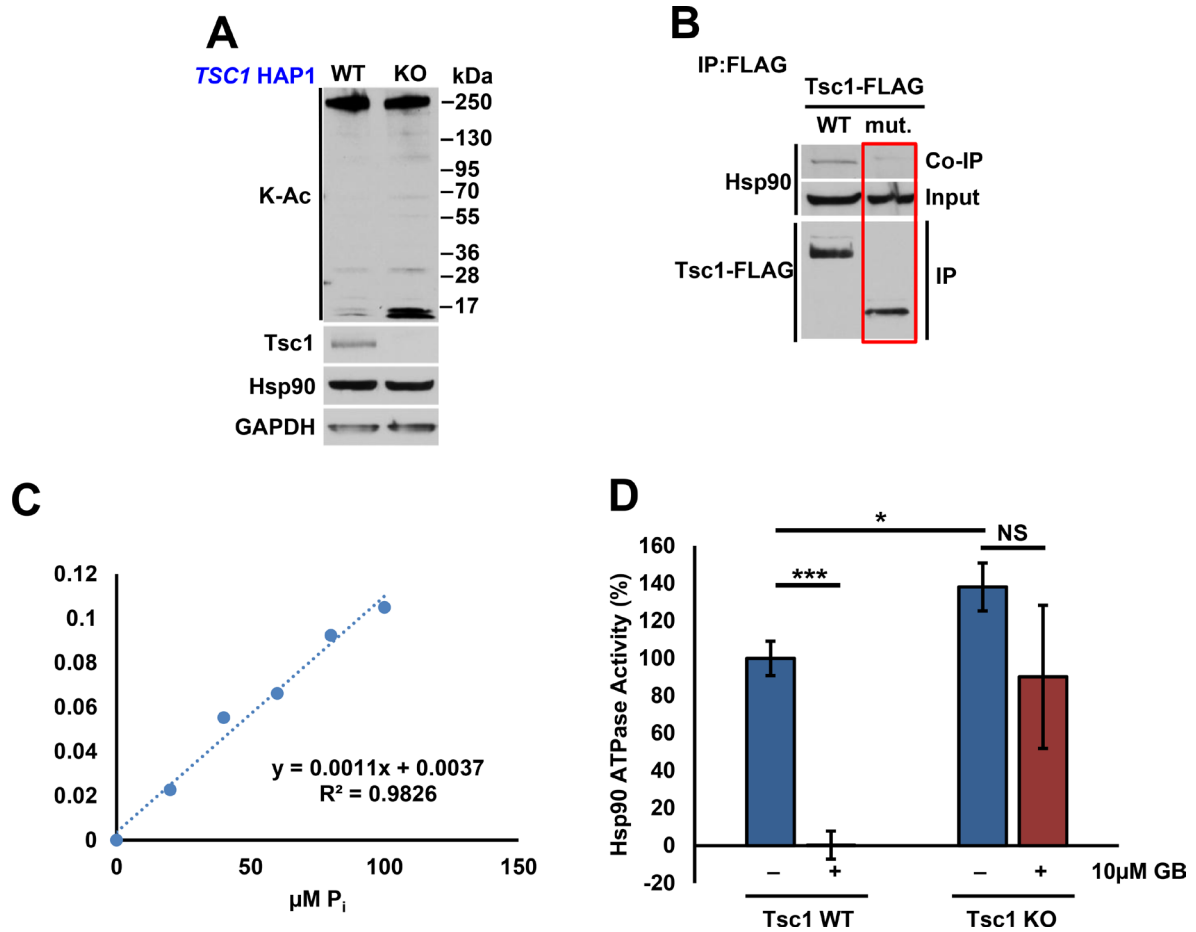 A
TSC1 HAP1 WT KO kDa
K-Ac
–250
–130
–95
–70
–55
–36
–28
–17
Tsc1
Hsp90
GAPDH
B
IP:FLAG
Tsc1-FLAG
WT mut.
Hsp90
Co-IP
Input
Tsc1-FLAG
IP
C
0.12
0.1
0.08
0.06
0.04
0.02
0
y = 0.0011x + 0.0037
R² = 0.9826
0 50 100 150
µM Pi
D
Hsp90 ATPase Activity (%)
160
140
120
100
80
60
40
20
0
-20
*
***
NS
– + – + 10µM GB
Tsc1 WT Tsc1 KO